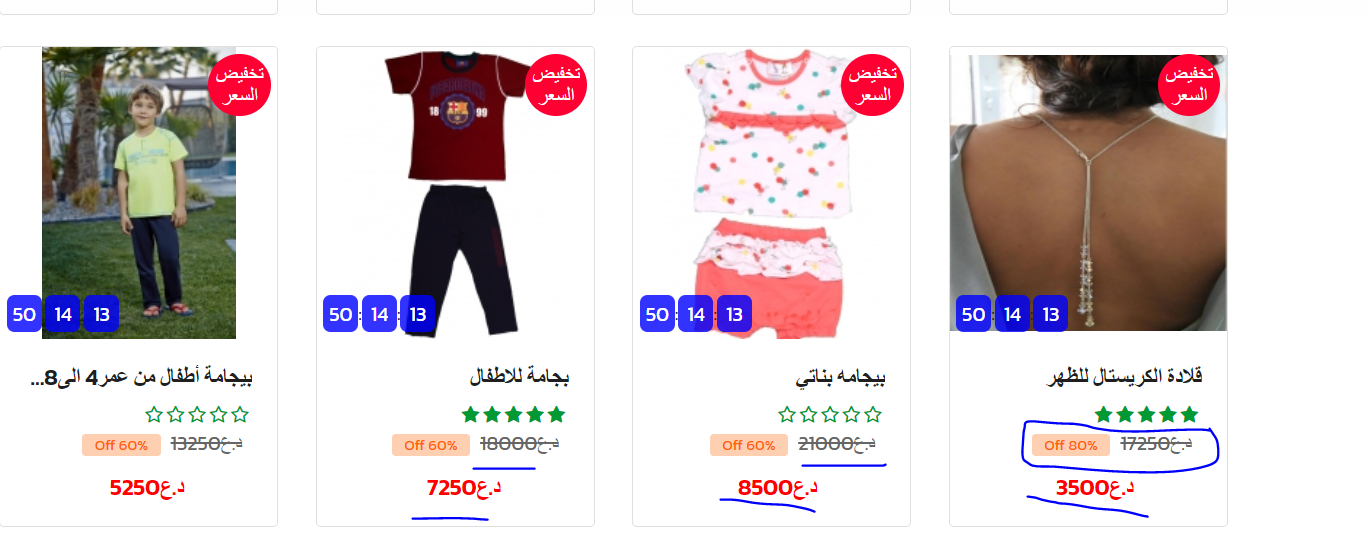 تخفيض
السعر
50 : 14 : 13
قلادة الكريستال للظهر
د.ع17250 Off 80%
د.ع3500
تخفيض
السعر
50 : 14 : 13
بيجامه بناتي
د.ع21000 Off 60%
د.ع8500
تخفيض
السعر
18 99
50 : 14 : 13
بجامة للاطفال
د.ع18000 Off 60%
د.ع7250
تخفيض
السعر
50 14 13
بيجامة أطفال من عمر4 الى8...
د.ع13250 Off 60%
د.ع5250